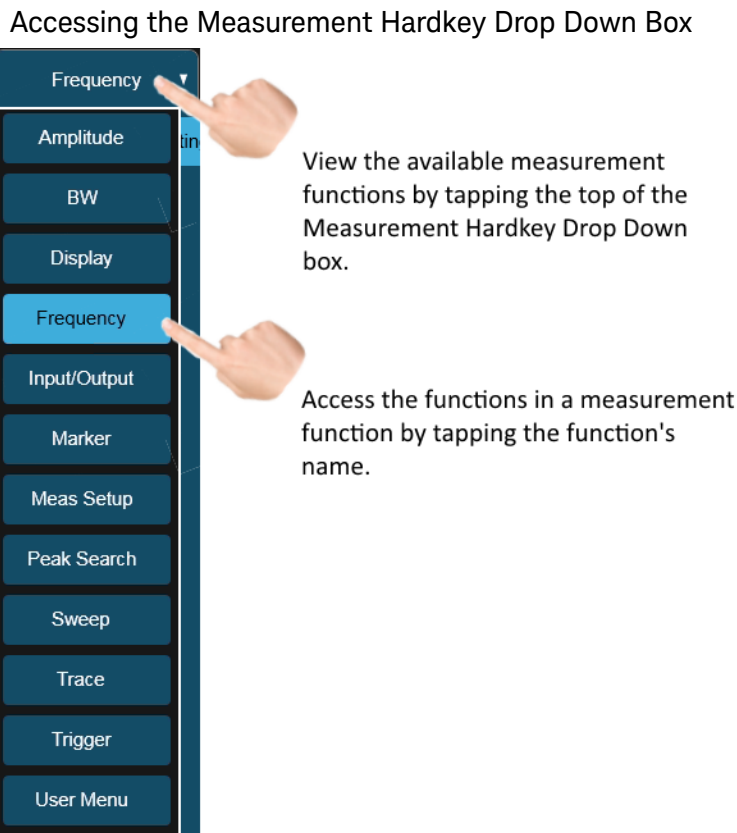 Accessing the Measurement Hardkey Drop Down Box
Frequency
Amplitude
tin
BW
View the available measurement
functions by tapping the top of the
Measurement Hardkey Drop Down
box.
Display
Frequency
Input/Output
Access the functions in a measurement
function by tapping the function's
name.
Marker
Meas Setup
Peak Search
Sweep
Trace
Trigger
User Menu